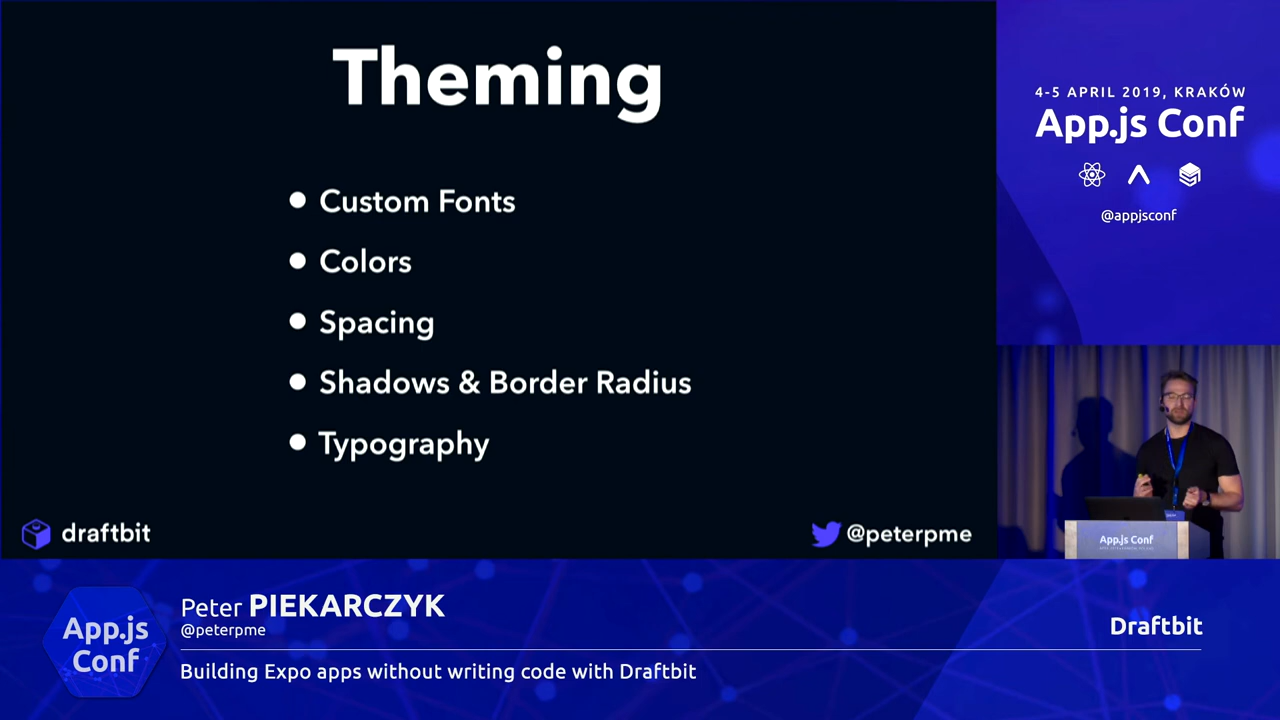 Theming
Custom Fonts
Colors
Spacing
Shadows & Border Radius
Typography
draftbit
@peterpme
4-5 APRIL 2019, KRAKÓW
App.js Conf
@appjsconf
App.js Conf
App.js
Conf
Peter PIEKARCZYK
@peterpme
Building Expo apps without writing code with Draftbit
Draftbit